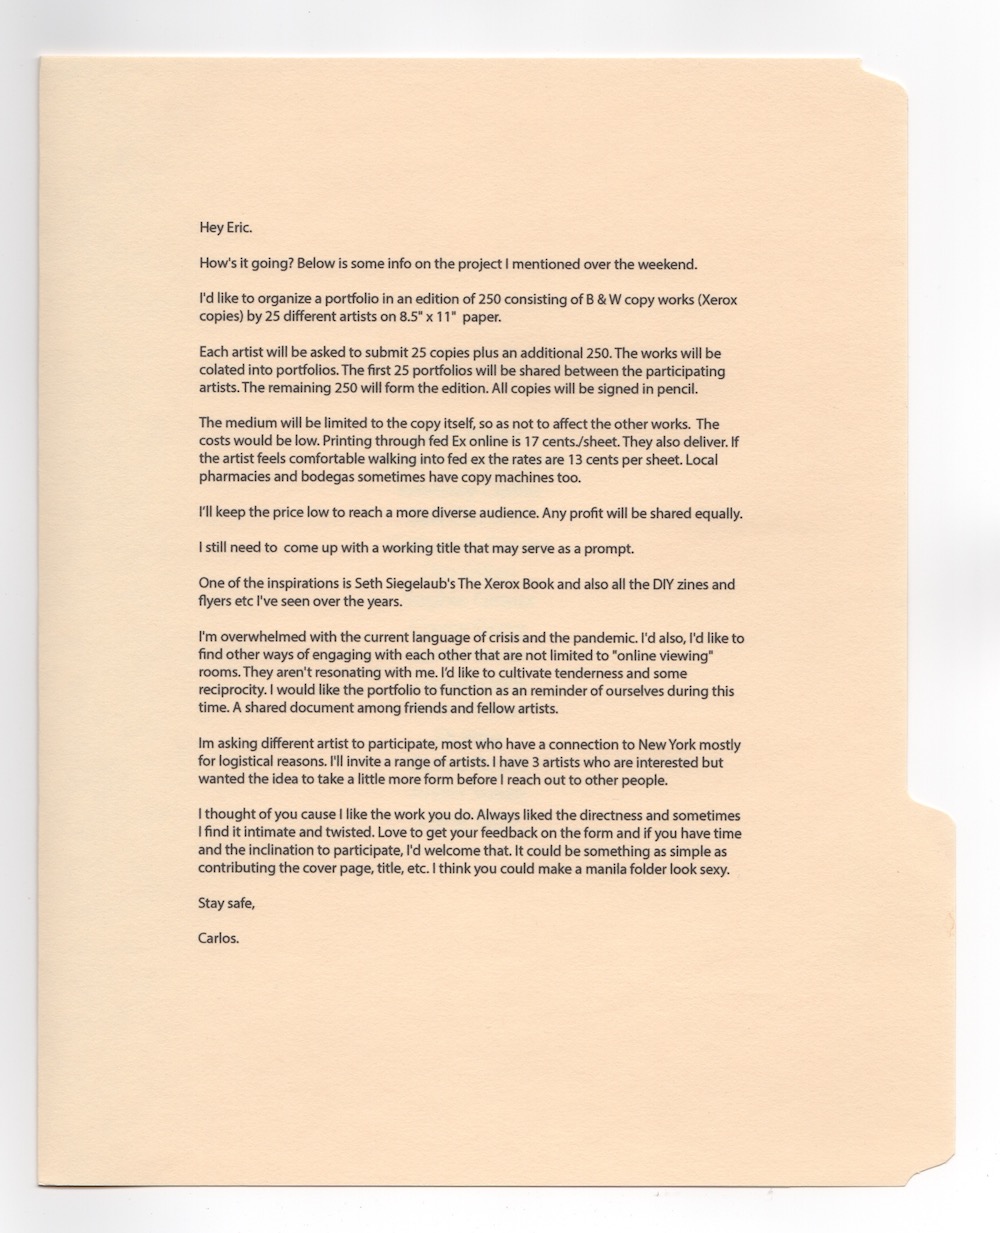 Hey Eric.
How's it going? Below is some info on the project I mentioned over the weekend.
I'd like to organize a portfolio in an edition of 250 consisting of B & W copy works (Xerox
copies) by 25 different artists on 8.5" x 11"  paper.
Each artist will be asked to submit 25 copies plus an additional 250. The works will be
colated into portfolios. The first 25 portfolios will be shared between the participating
artists. The remaining 250 will form the edition. All copies will be signed in pencil.
The medium will be limited to the copy itself, so as not to affect the other works.  The
costs would be low. Printing through fed Ex online is 17 cents./sheet. They also deliver. If
the artist feels comfortable walking into fed ex the rates are 13 cents per sheet. Local
pharmacies and bodegas sometimes have copy machines too.
I'll keep the price low to reach a more diverse audience. Any profit will be shared equally.
I still need to  come up with a working title that may serve as a prompt.
One of the inspirations is Seth Siegelaub's The Xerox Book and also all the DIY zines and
flyers etc I've seen over the years.
I'm overwhelmed with the current language of crisis and the pandemic. I'd also, I'd like to
find other ways of engaging with each other that are not limited to "online viewing"
rooms. They aren't resonating with me. I'd like to cultivate tenderness and some
reciprocity. I would like the portfolio to function as an reminder of ourselves during this
time. A shared document among friends and fellow artists.
Im asking different artist to participate, most who have a connection to New York mostly
for logistical reasons. I'll invite a range of artists. I have 3 artists who are interested but
wanted the idea to take a little more form before I reach out to other people.
I thought of you cause I like the work you do. Always liked the directness and sometimes
I find it intimate and twisted. Love to get your feedback on the form and if you have time
and the inclination to participate, I'd welcome that. It could be something as simple as
contributing the cover page, title, etc. I think you could make a manila folder look sexy.
Stay safe,
Carlos.